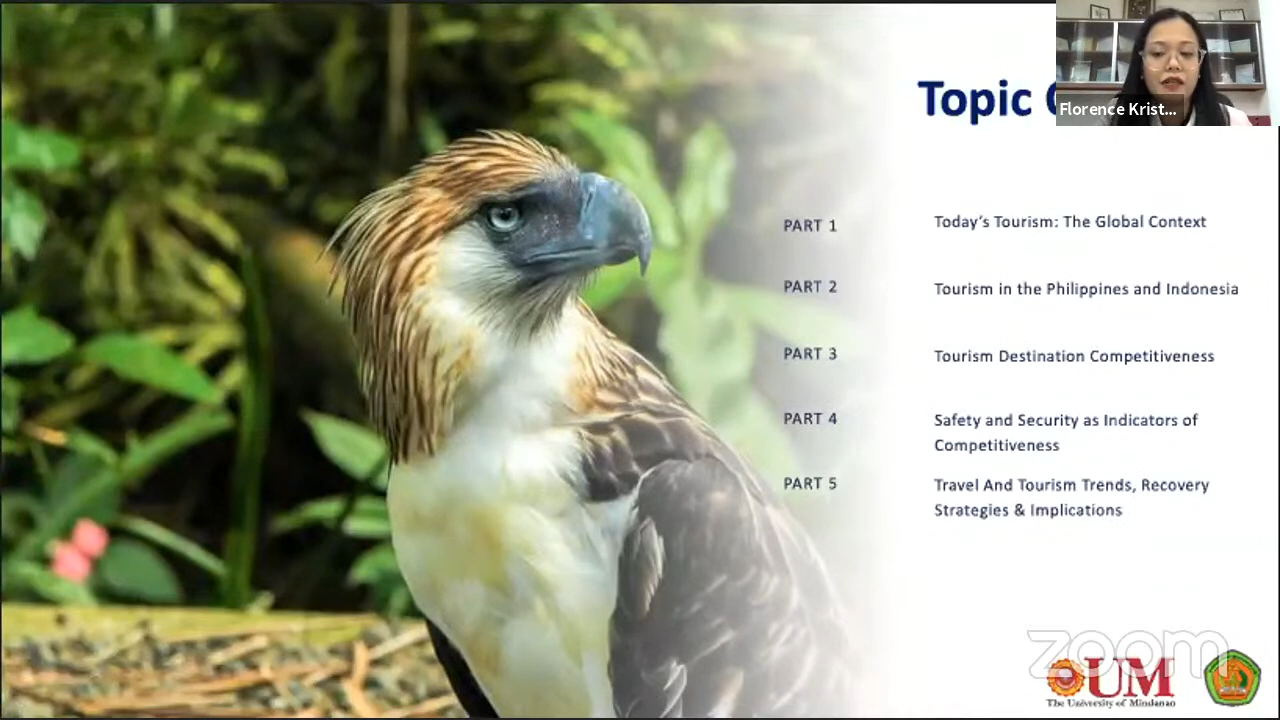 Topic
Florence Krist...
PART 1
Today's Tourism: The Global Context
PART 2
Tourism in the Philippines and Indonesia
PART 3
Tourism Destination Competitiveness
PART 4
Safety and Security as Indicators of
Competitiveness
PART 5
Travel And Tourism Trends, Recovery
Strategies & Implications
zoom
UM
The University of Mindanao